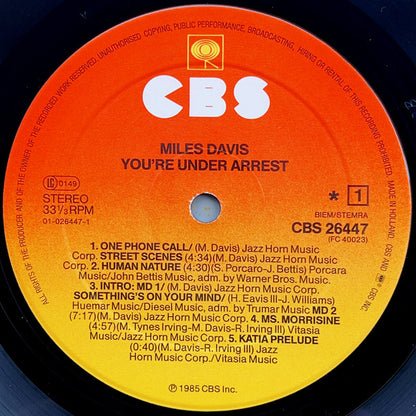 ALL RIGHTS OF THE PRODUCER AND OF THE OWNER OF THE RECORDED WORK RESERVED. UNAUTHORISED COPYING, PUBLIC PERFORMANCE, BROADCASTING, HIRING OR RENTAL OF THIS RECORDING PROHIBITED. MADE IN HOLLAND.
CBS
MILES DAVIS
YOU'RE UNDER ARREST
LC 0149
STEREO
33⅓ RPM
01-026447-1
* 1
BIEM/STEMRA
CBS 26447
(FC 40023)
1. ONE PHONE CALL/ (M. Davis) Jazz Horn Music
Corp. STREET SCENES (4:34)(M. Davis) Jazz Horn Music
Corp. 2. HUMAN NATURE (4:30) (S. Porcaro-J. Bettis) Porcara
Music/John Bettis Music, adm. by Warner Bros. Music.
3. INTRO: MD 1/ (M. Davis) Jazz Horn Music Corp.
SOMETHING'S ON YOUR MIND/ (H. Eavis III-J. Williams)
Huemar Music/Diesel Music, adm. by Trumar Music MD 2
(7:17)(M. Davis) Jazz Horn Music Corp. 4. MS. MORRISINE
(4:57)(M. Tynes Irving-M. Davis-R. Irving III) Vitasia
Music/Jazz Horn Music Corp. 5. KATIA PRELUDE
(0:40)(M. Davis-R. Irving III) Jazz
Horn Music Corp./Vitasia Music
Ⓟ 1985 CBS Inc.